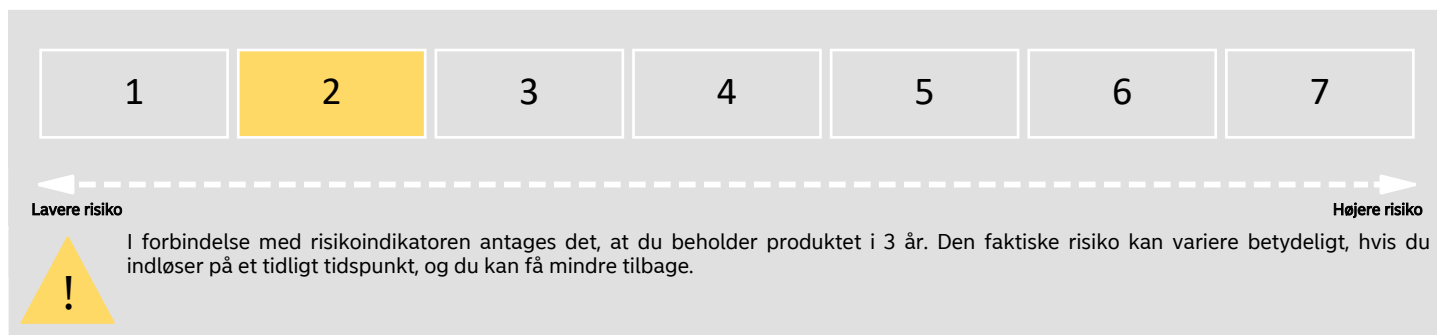 1 2 3 4 5 6 7
Lavere risiko Højere risiko
I forbindelse med risikoindikatoren antages det, at du beholder produktet i 3 år. Den faktiske risiko kan variere betydeligt, hvis du
indløser på et tidligt tidspunkt, og du kan få mindre tilbage.
!